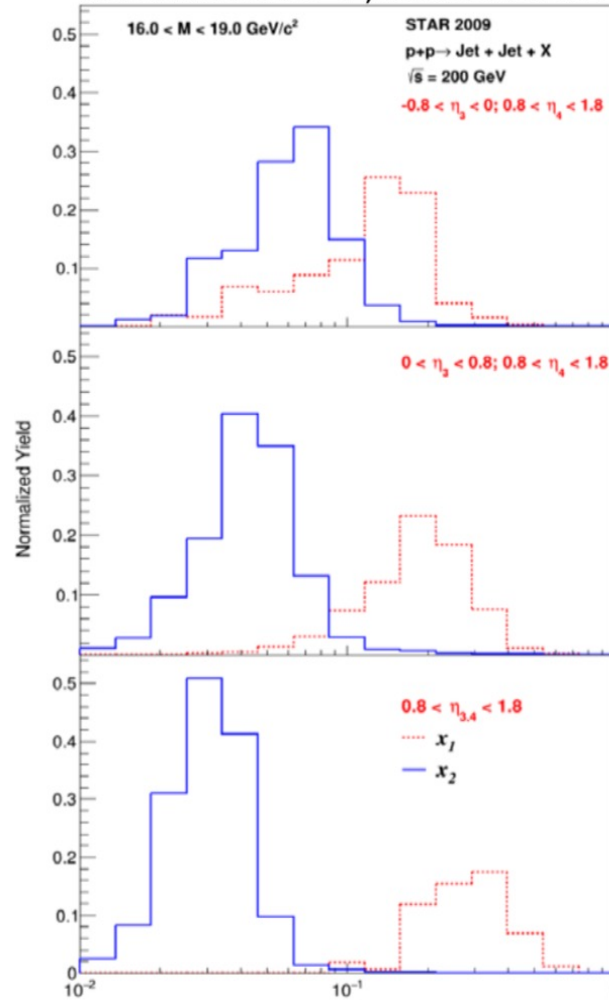 16.0 < M < 19.0 GeV/c²
STAR 2009
p+p→ Jet + Jet + X
√s = 200 GeV
-0.8 < η₃ < 0; 0.8 < η₄ < 1.8
0.5
0.4
0.3
0.2
0.1
0 < η₃ < 0.8; 0.8 < η₄ < 1.8
0.5
0.4
0.3
0.2
0.1
Normalized Yield
0.8 < η₃,₄ < 1.8
x₁
x₂
0.5
0.4
0.3
0.2
0.1
0
10⁻²
10⁻¹